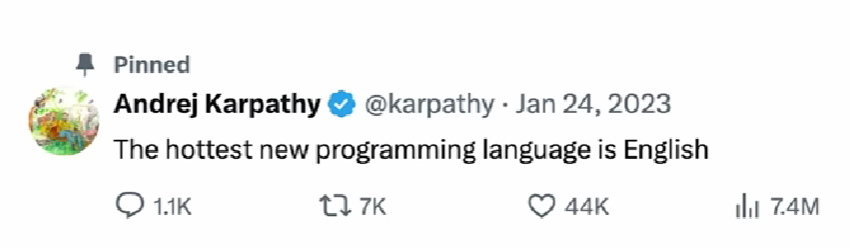 Pinned
Andrej Karpathy @karpathy · Jan 24, 2023
The hottest new programming language is English
1.1K 7K 44K 7.4M